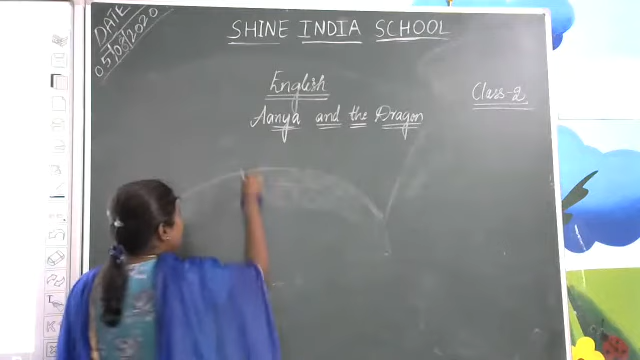 DATE
05/03/2020
SHINE INDIA SCHOOL
English
Class-2
Aanya and the Dragon